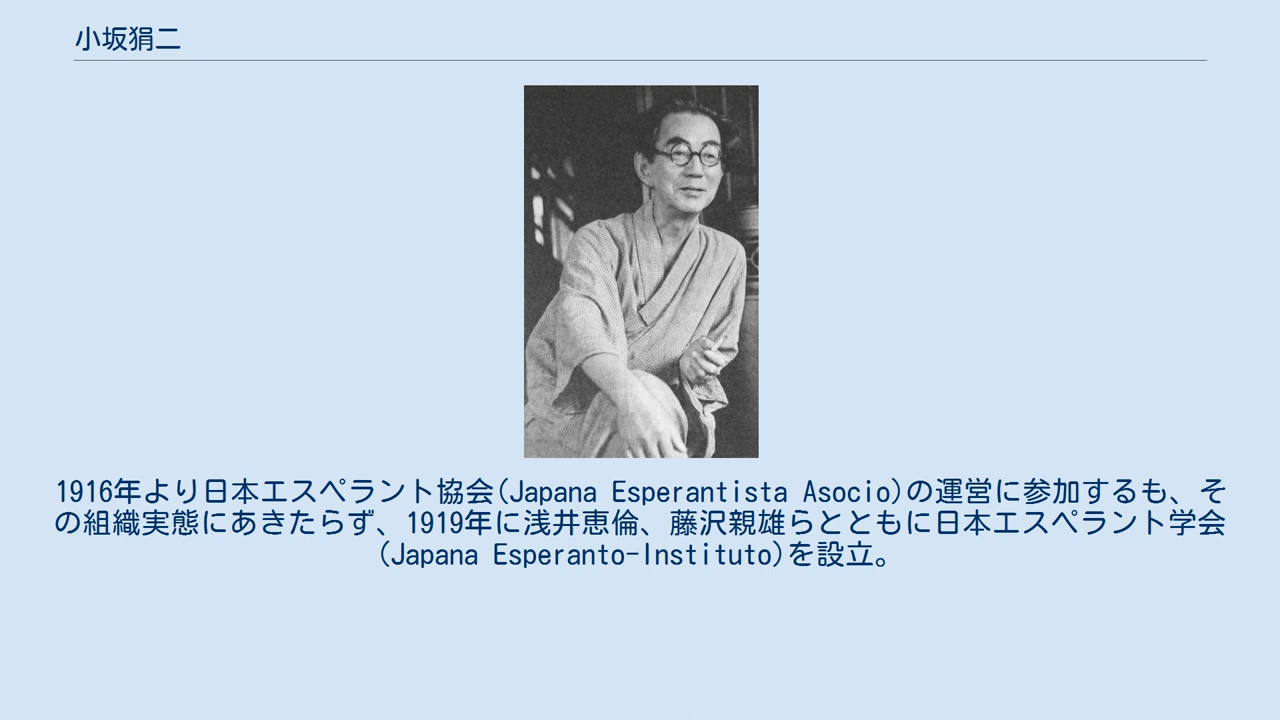 小坂狷二
1916年より日本エスペラント協会(Japana Esperantista Asocio)の運営に参加するも、そ
の組織実態にあきたらず、1919年に浅井恵倫、藤沢親雄らとともに日本エスペラント学会
(Japana Esperanto-Instituto)を設立。